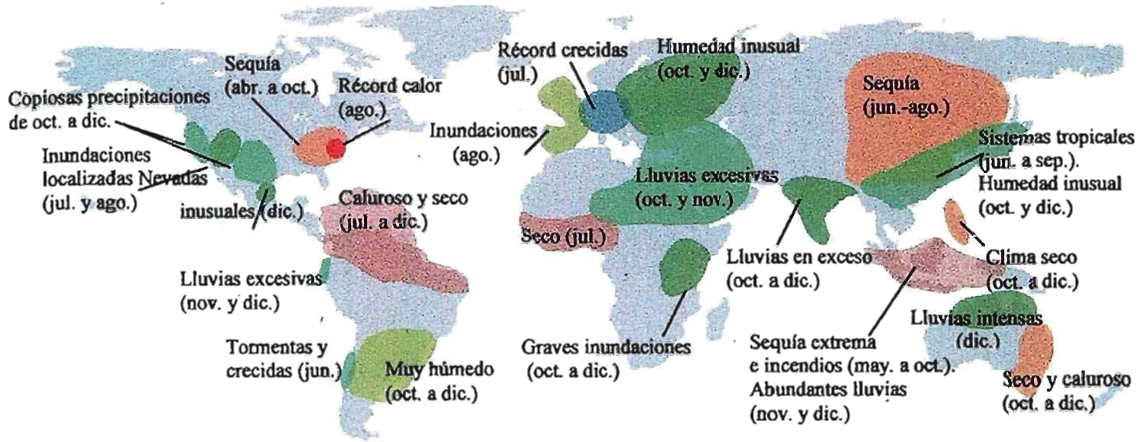 Récord crecidas
(jul.)
Humedad inusual
(oct. y dic.)
Sequía
(abr. a oct.)
Récord calor
(ago.)
Sequía
(jun.-ago.)
Copiosas precipitaciones
de oct. a dic.
Inundaciones
(ago.)
Sistemas tropicales
(jun. a sep.).
Humedad inusual
(oct. y dic.)
Inundaciones
localizadas Nevadas
(jul. y ago.)
inusuales (dic.)
Caluroso y seco
(jul. a dic.)
Lluvias excesivas
(oct. y nov.)
Seco (jul.)
Lluvias en exceso
(oct. a dic.)
Clima seco
(oct. a dic.)
Lluvias excesivas
(nov. y dic.)
Lluvias intensas
(dic.)
Tormentas y
crecidas (jun.)
Muy húmedo
(oct. a dic.)
Graves inundaciones
(oct. a dic.)
Sequía extrema
e incendios (may. a oct.).
Abundantes lluvias
(nov. y dic.)
Seco y caluroso
(oct. a dic.)